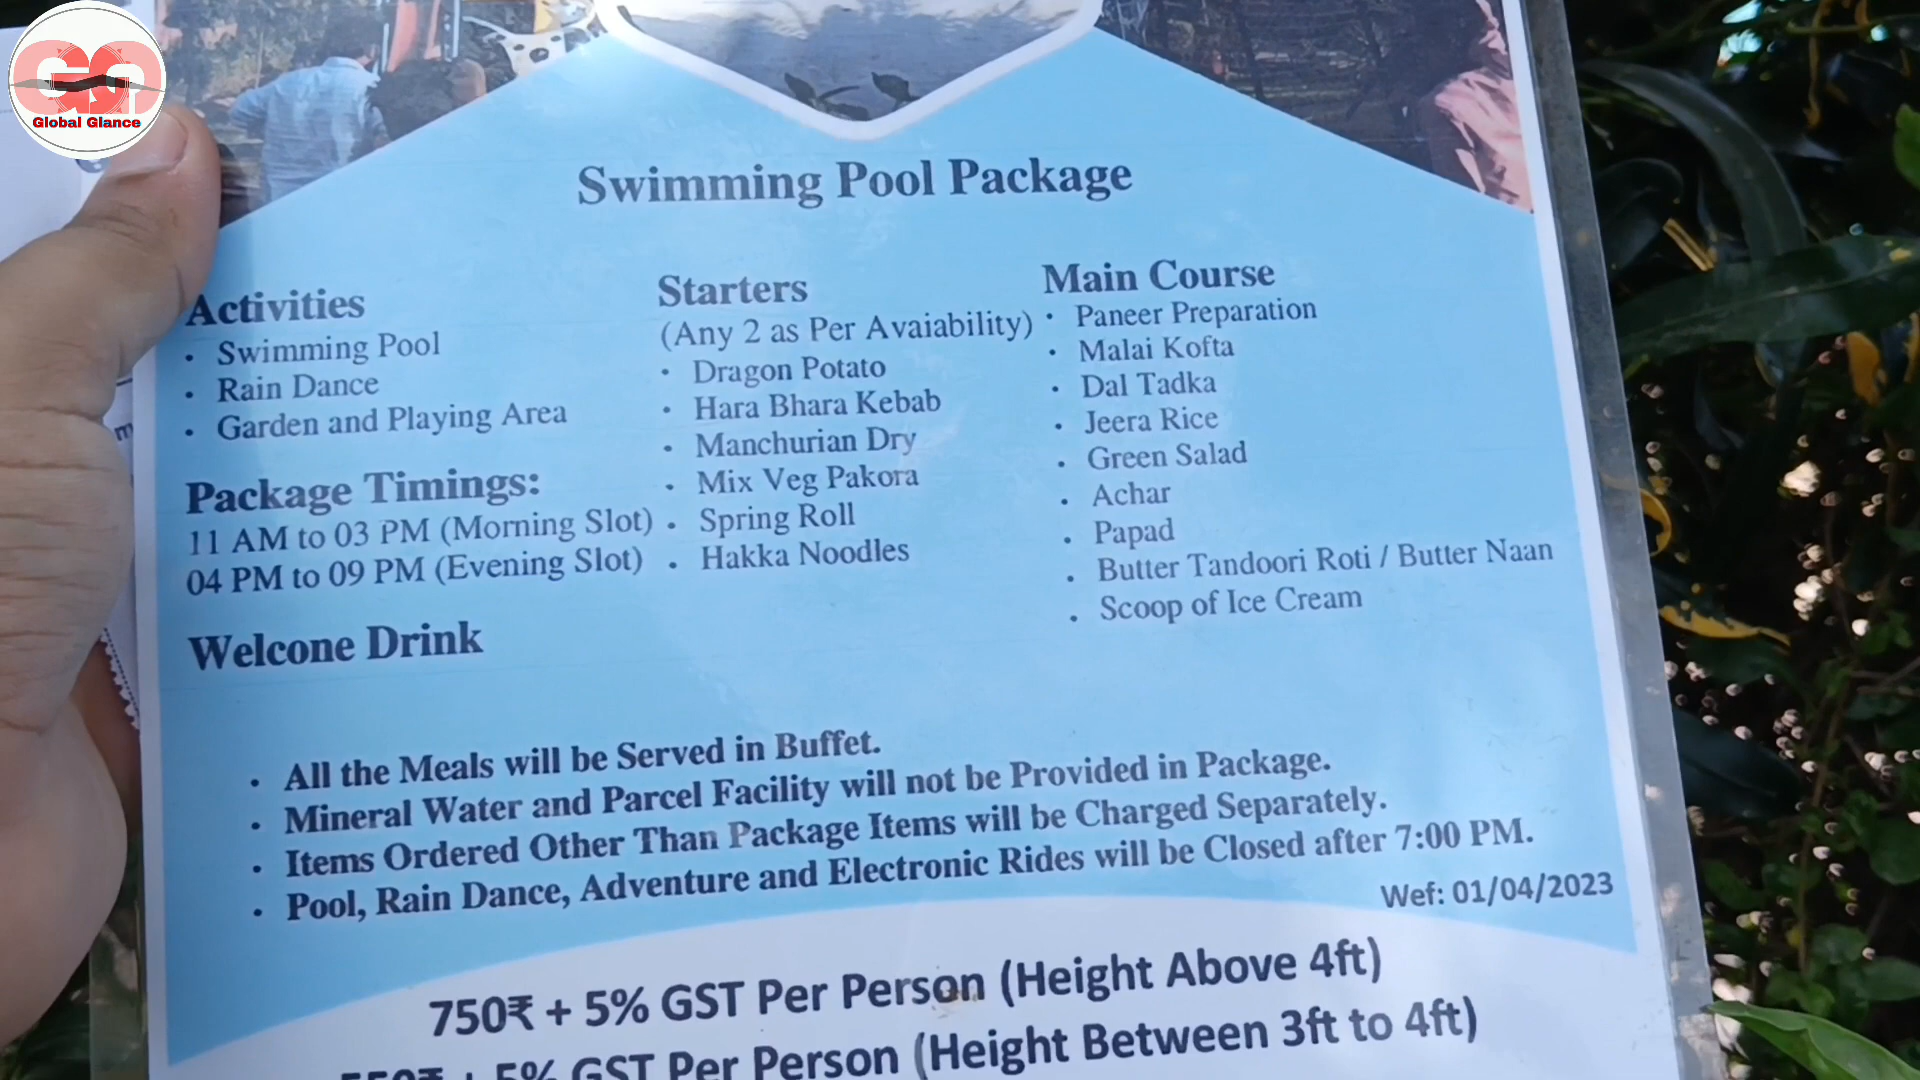 Global Glance
Swimming Pool Package
Activities
• Swimming Pool
• Rain Dance
• Garden and Playing Area
Package Timings:
11 AM to 03 PM (Morning Slot)
04 PM to 09 PM (Evening Slot)
Welcone Drink
Starters
(Any 2 as Per Avaiability)
• Dragon Potato
• Hara Bhara Kebab
• Manchurian Dry
• Mix Veg Pakora
• Spring Roll
• Hakka Noodles
Main Course
• Paneer Preparation
• Malai Kofta
• Dal Tadka
• Jeera Rice
• Green Salad
• Achar
• Papad
• Butter Tandoori Roti / Butter Naan
• Scoop of Ice Cream
• All the Meals will be Served in Buffet.
• Mineral Water and Parcel Facility will not be Provided in Package.
• Items Ordered Other Than Package Items will be Charged Separately.
• Pool, Rain Dance, Adventure and Electronic Rides will be Closed after 7:00 PM.
Wef: 01/04/2023
750₹ + 5% GST Per Person (Height Above 4ft)
+ 5% GST Per Person (Height Between 3ft to 4ft)